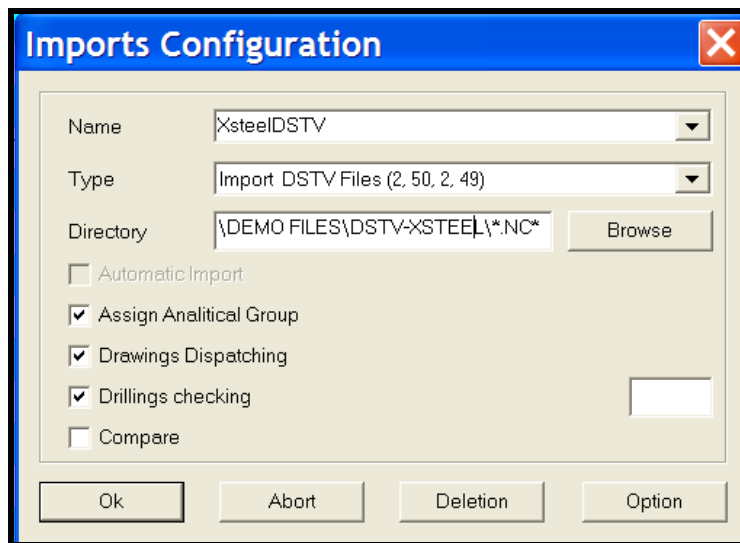 Imports Configuration
Name XsteelDSTV
Type Import DSTV Files (2, 50, 2, 49)
Directory \DEMO FILES\DSTV-XSTEEL\*.NC* Browse
Automatic Import
Assign Analitical Group
Drawings Dispatching
Drillings checking
Compare
Ok Abort Deletion Option